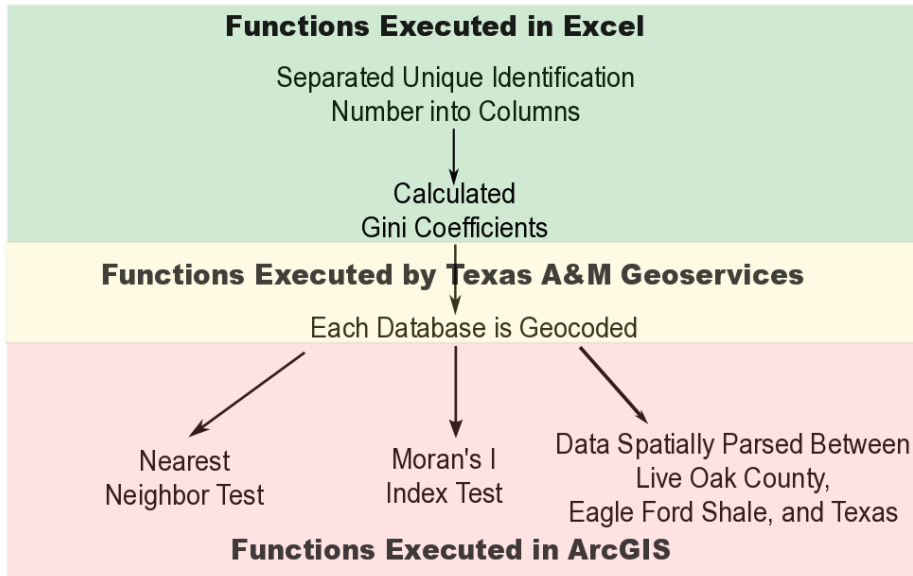 Functions Executed in Excel
Separated Unique Identification
Number into Columns
Calculated
Gini Coefficients
Functions Executed by Texas A&M Geoservices
Each Database is Geocoded
Nearest
Neighbor Test
Moran's I
Index Test
Data Spatially Parsed Between
Live Oak County,
Eagle Ford Shale, and Texas
Functions Executed in ArcGIS